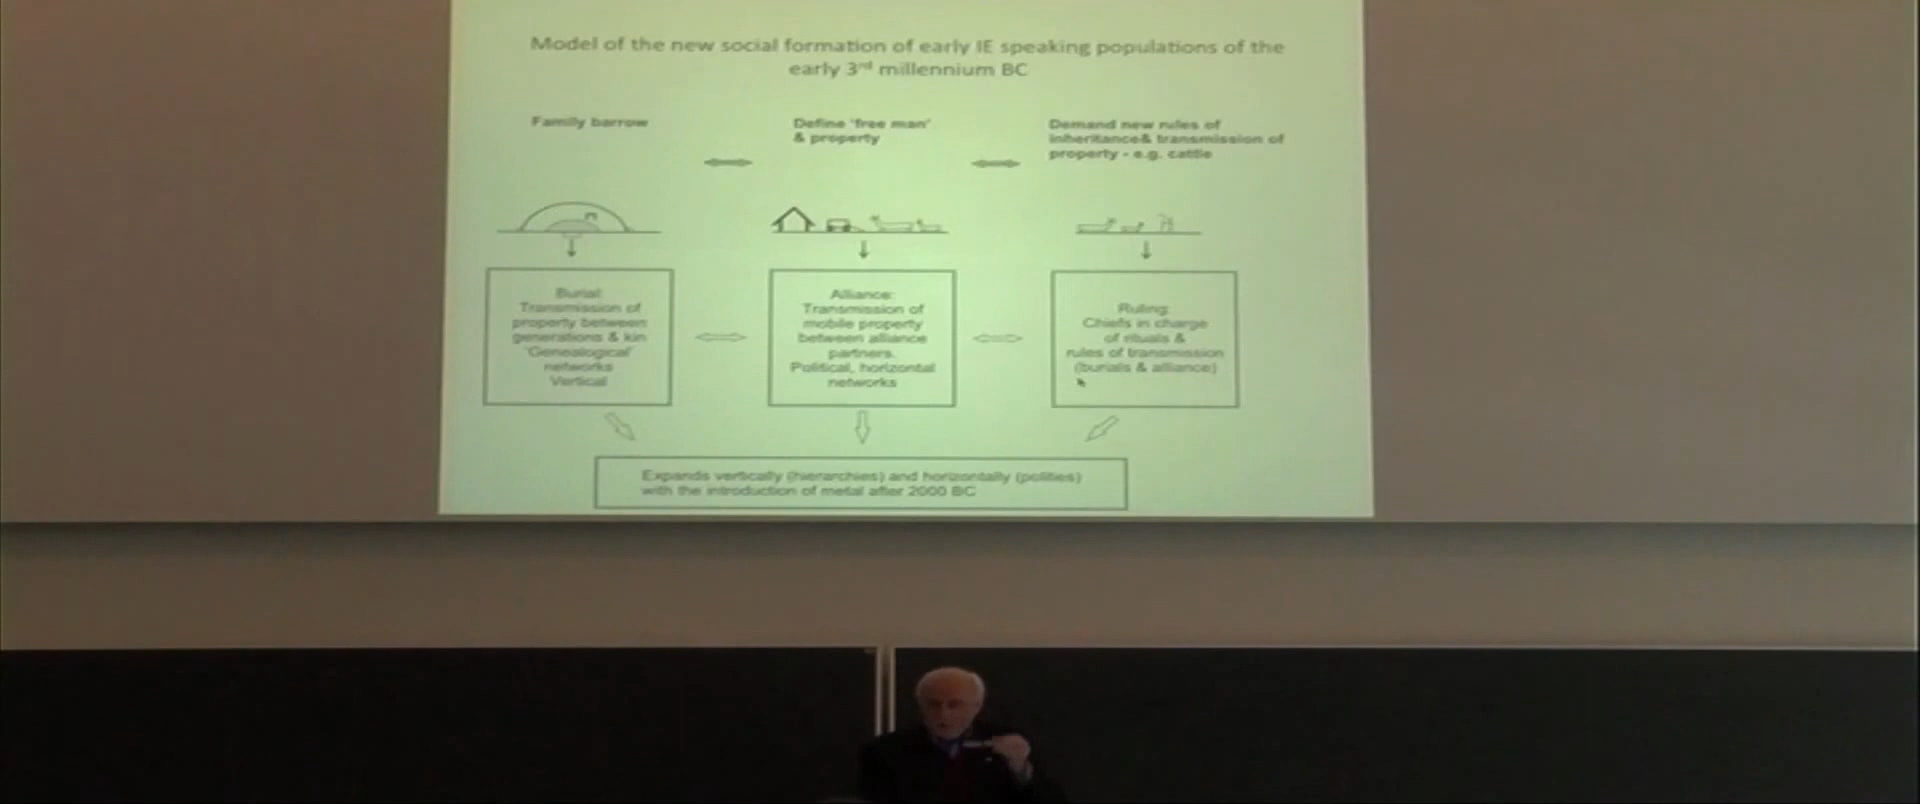 Model of the new social formation of early IE speaking populations of the
early 3rd millennium BC
Family barrow
Define 'free man'
& property
Demand new rules of
inheritance& transmission of
property - e.g. cattle
Burial:
Transmission of
property between
generations & kin
'Genealogical'
networks
Vertical
Alliance:
Transmission of
mobile property
between alliance
partners.
Political, horizontal
networks
Ruling:
Chiefs in charge
of rituals &
rules of transmission
(burials & alliance)
Expands vertically (hierarchies) and horizontally (polities)
with the introduction of metal after 2000 BC